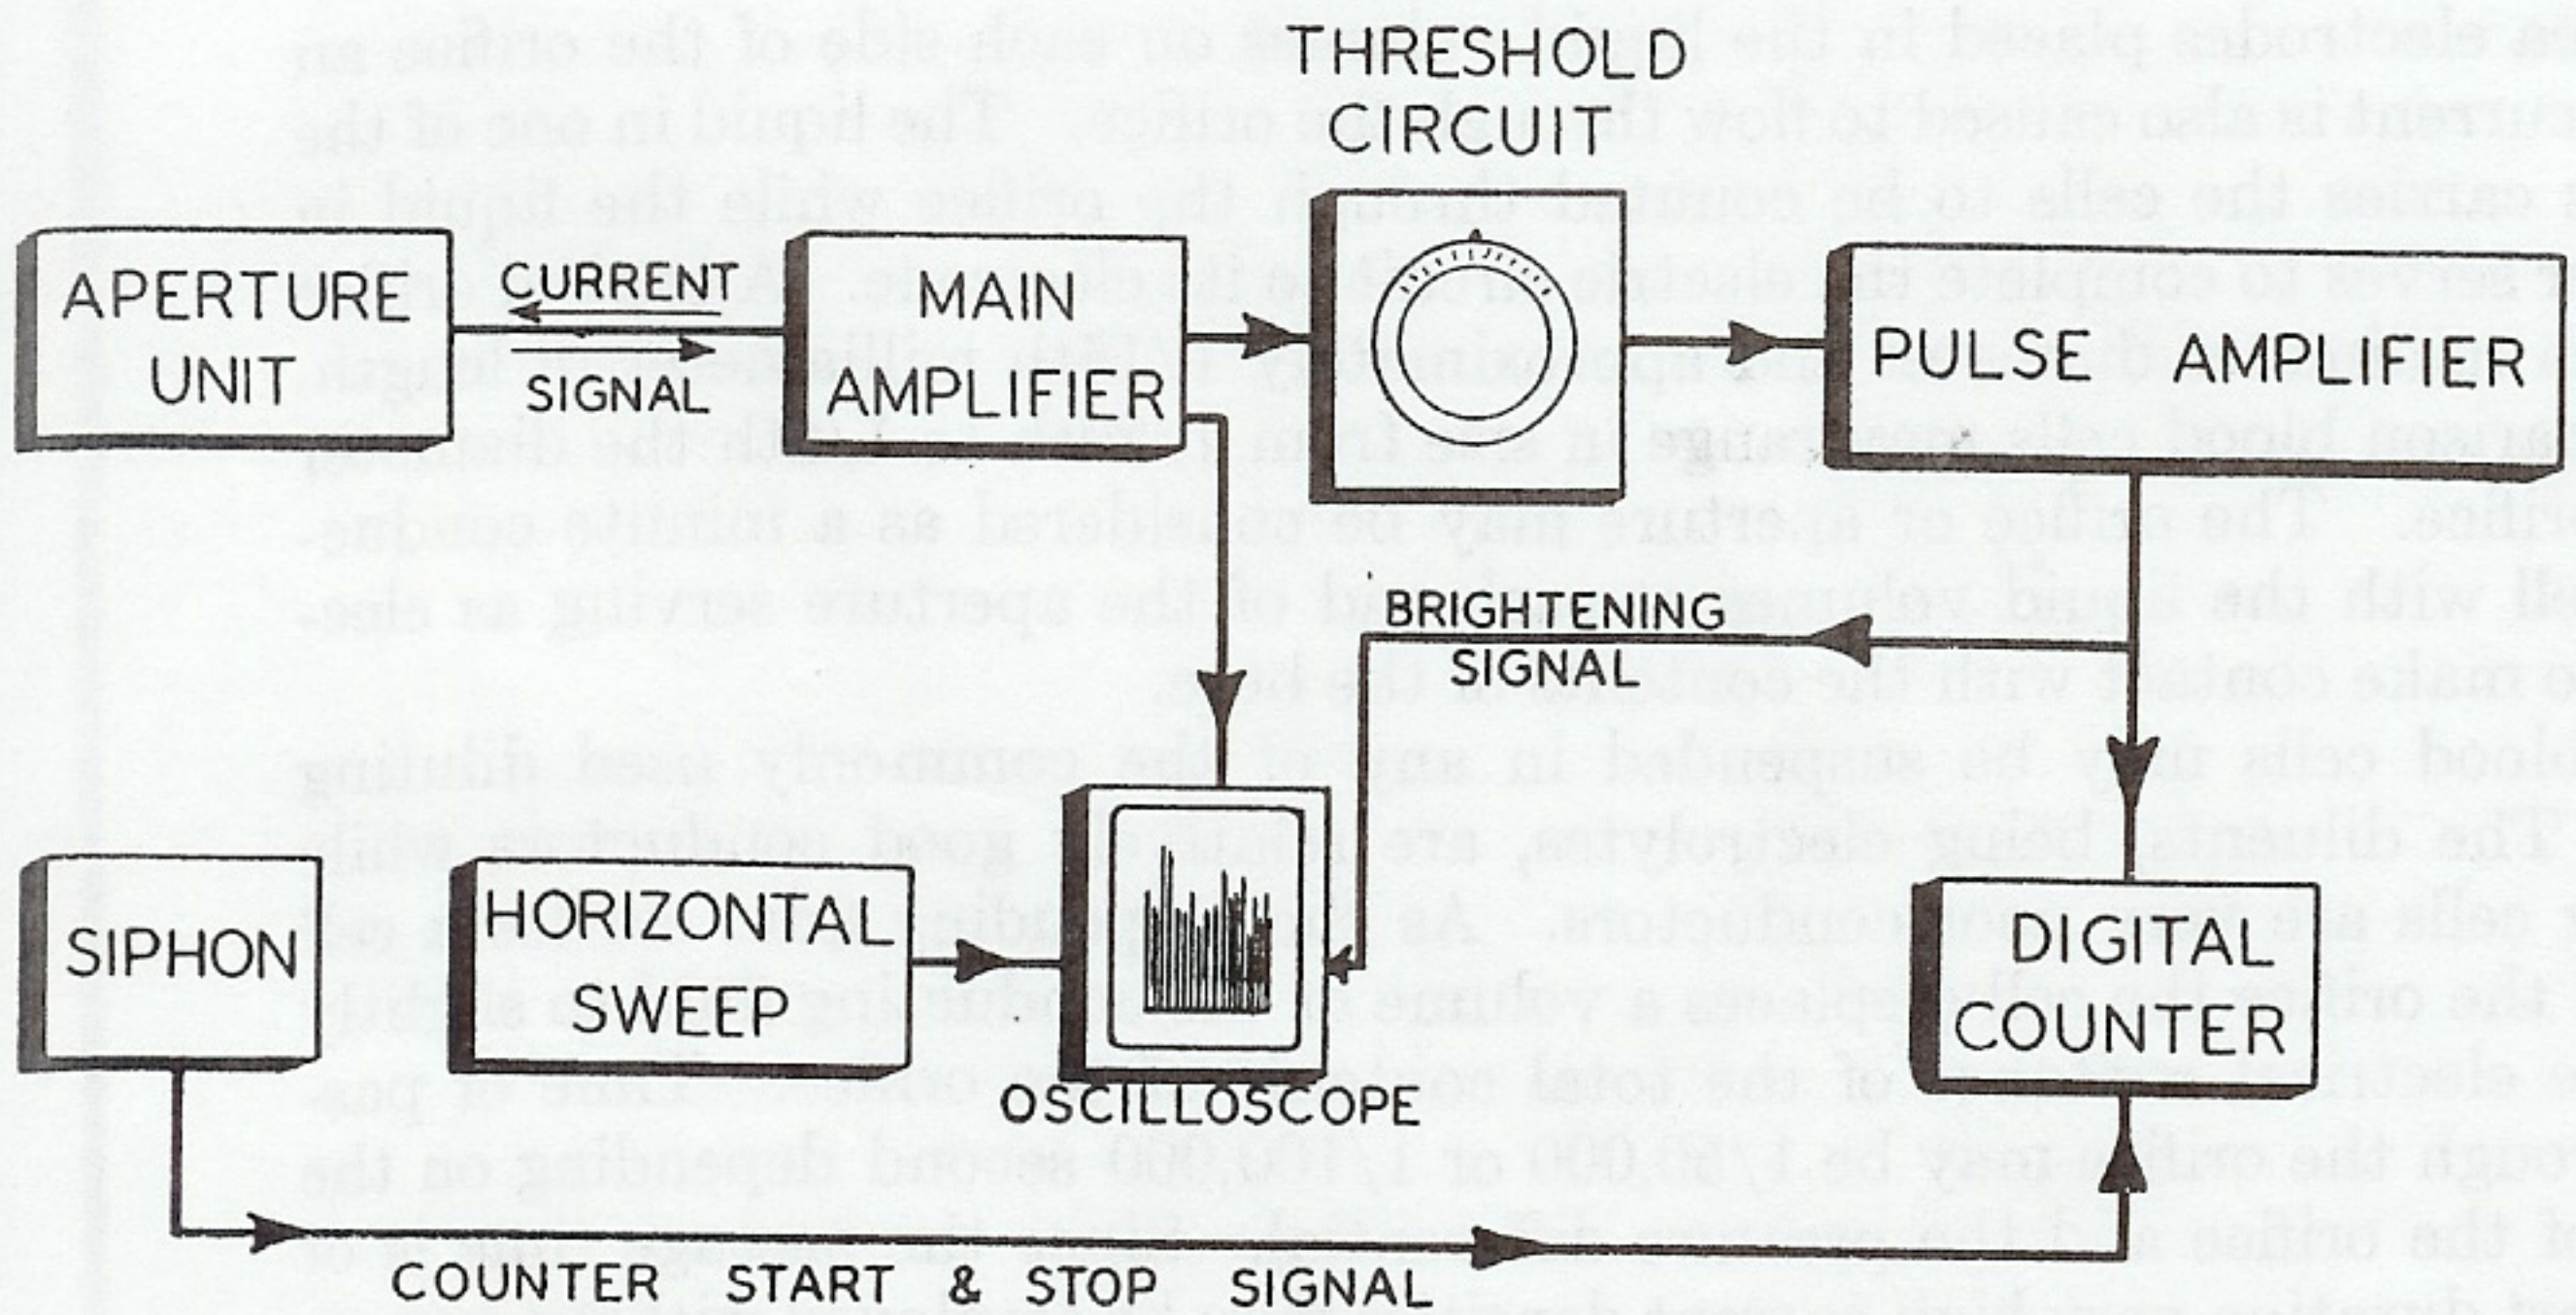 THRESHOLD
CIRCUIT
APERTURE
UNIT
CURRENT
SIGNAL
MAIN
AMPLIFIER
PULSE AMPLIFIER
BRIGHTENING
SIGNAL
SIPHON
HORIZONTAL
SWEEP
OSCILLOSCOPE
DIGITAL
COUNTER
COUNTER START & STOP SIGNAL